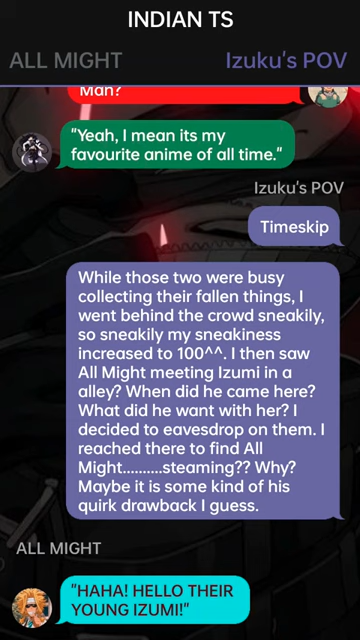 INDIAN TS
ALL MIGHT
Izuku's POV
Man?
"Yeah, I mean its my
favourite anime of all time."
Izuku's POV
Timeskip
While those two were busy
collecting their fallen things, I
went behind the crowd sneakily,
so sneakily my sneakiness
increased to 100^^. I then saw
All Might meeting Izumi in a
alley? When did he came here?
What did he want with her? I
decided to eavesdrop on them. I
reached there to find All
Might..........steaming?? Why?
Maybe it is some kind of his
quirk drawback I guess.
ALL MIGHT
"HAHA! HELLO THEIR
YOUNG IZUMI!"